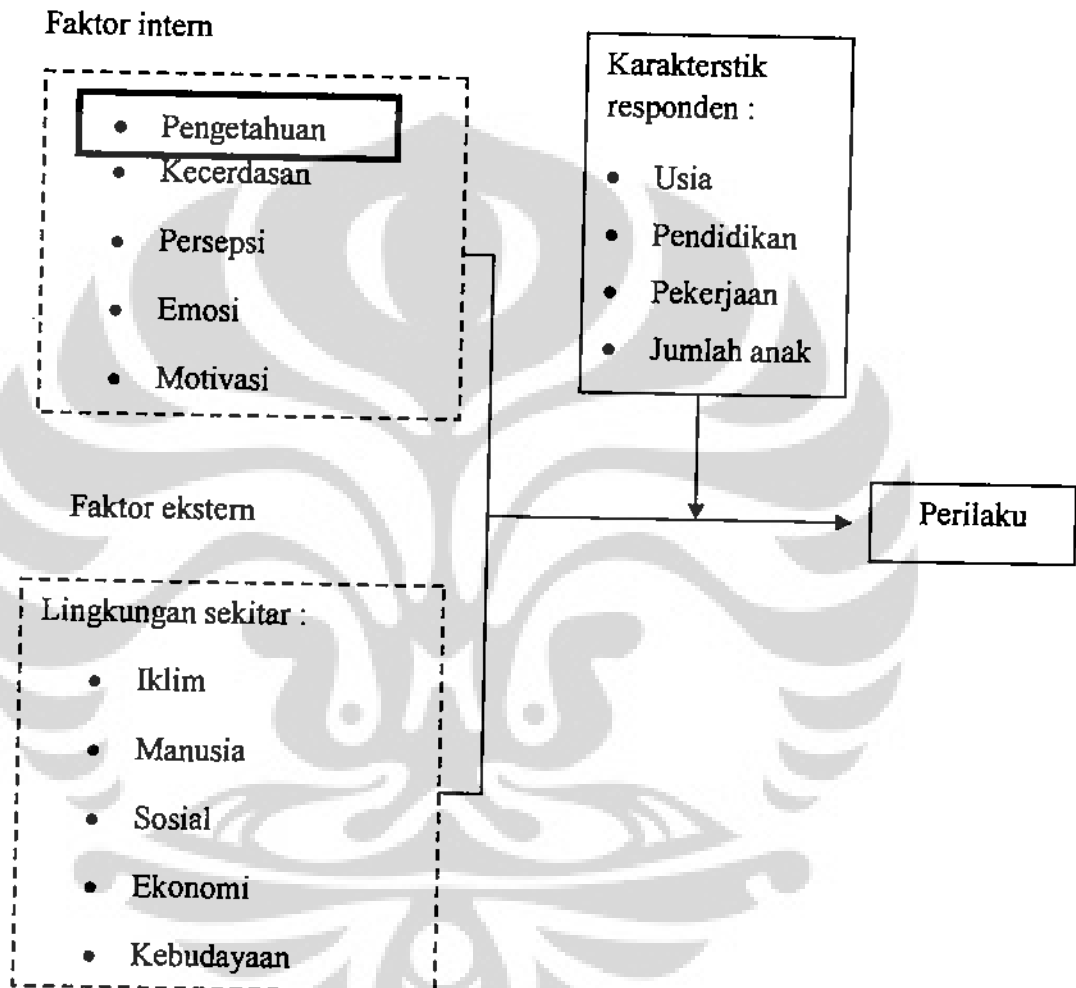 Faktor intern
• Pengetahuan
• Kecerdasan
• Persepsi
• Emosi
• Motivasi
Karakterstik
responden :
• Usia
• Pendidikan
• Pekerjaan
• Jumlah anak
Faktor ekstern
Lingkungan sekitar :
• Iklim
• Manusia
• Sosial
• Ekonomi
• Kebudayaan
Perilaku